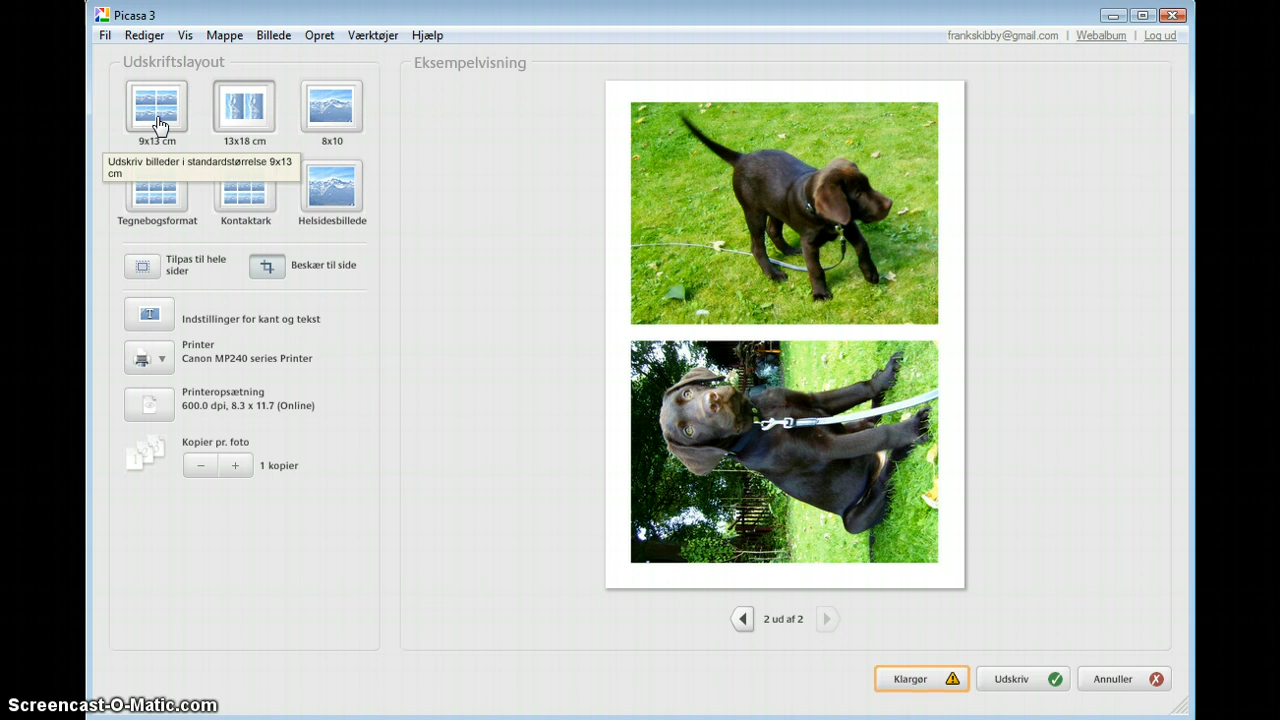 Picasa 3
Fil Rediger Vis Mappe Billede Opret Værktøjer Hjælp
frankskibby@gmail.com | Webalbum | Log ud
Udskriftslayout
Eksempelvisning
9x13 cm
13x18 cm
8x10
Udskriv billeder i standardstørrelse 9x13
cm
Tegnebogsformat
Kontaktark
Helsidesbillede
Tilpas til hele
sider
Beskær til side
Indstillinger for kant og tekst
Printer
Canon MP240 series Printer
Printeropsætning
600.0 dpi, 8.3 x 11.7 (Online)
Kopier pr. foto
1 kopier
2 ud af 2
Klargør
Udskriv
Annuller
Screencast-O-Matic.com